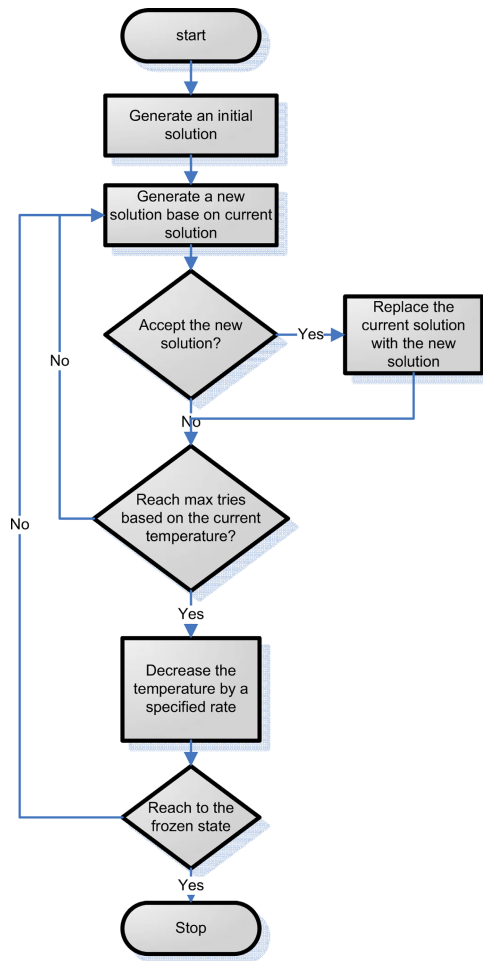 start
Generate an initial
solution
Generate a new
solution base on current
solution
Accept the new
solution?
Yes
Replace the
current solution
with the new
solution
No
No
Reach max tries
based on the current
temperature?
No
Yes
Decrease the
temperature by a
specified rate
Reach to the
frozen state
Yes
Stop